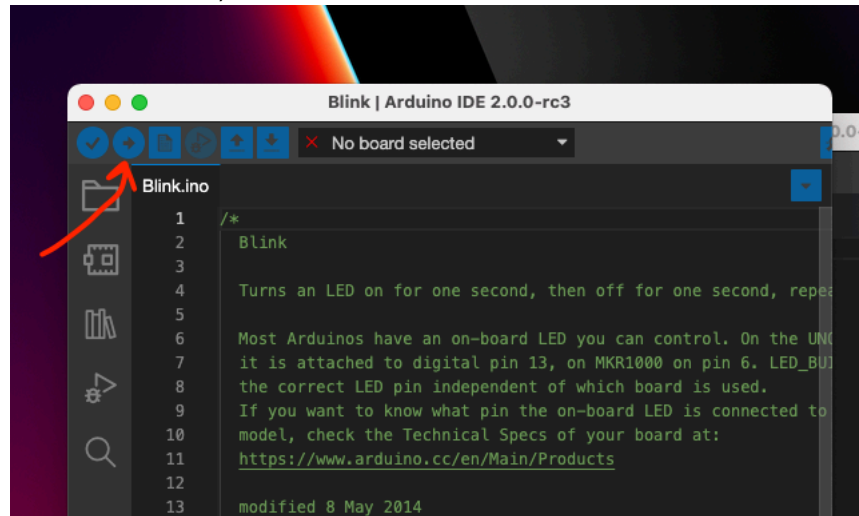 Blink | Arduino IDE 2.0.0-rc3
No board selected
Blink.ino
1 /*
2 Blink
3
4 Turns an LED on for one second, then off for one second,
5
6 Most Arduinos have an on-board LED you can control. On the
7 it is attached to digital pin 13, on MKR1000 on pin 6.
8 the correct LED pin independent of which board is used.
9 If you want to know what pin the on-board LED is connected to
10 model, check the Technical Specs of your board at:
11 https://www.arduino.cc/en/Main/Products
12
13 modified 8 May 2014